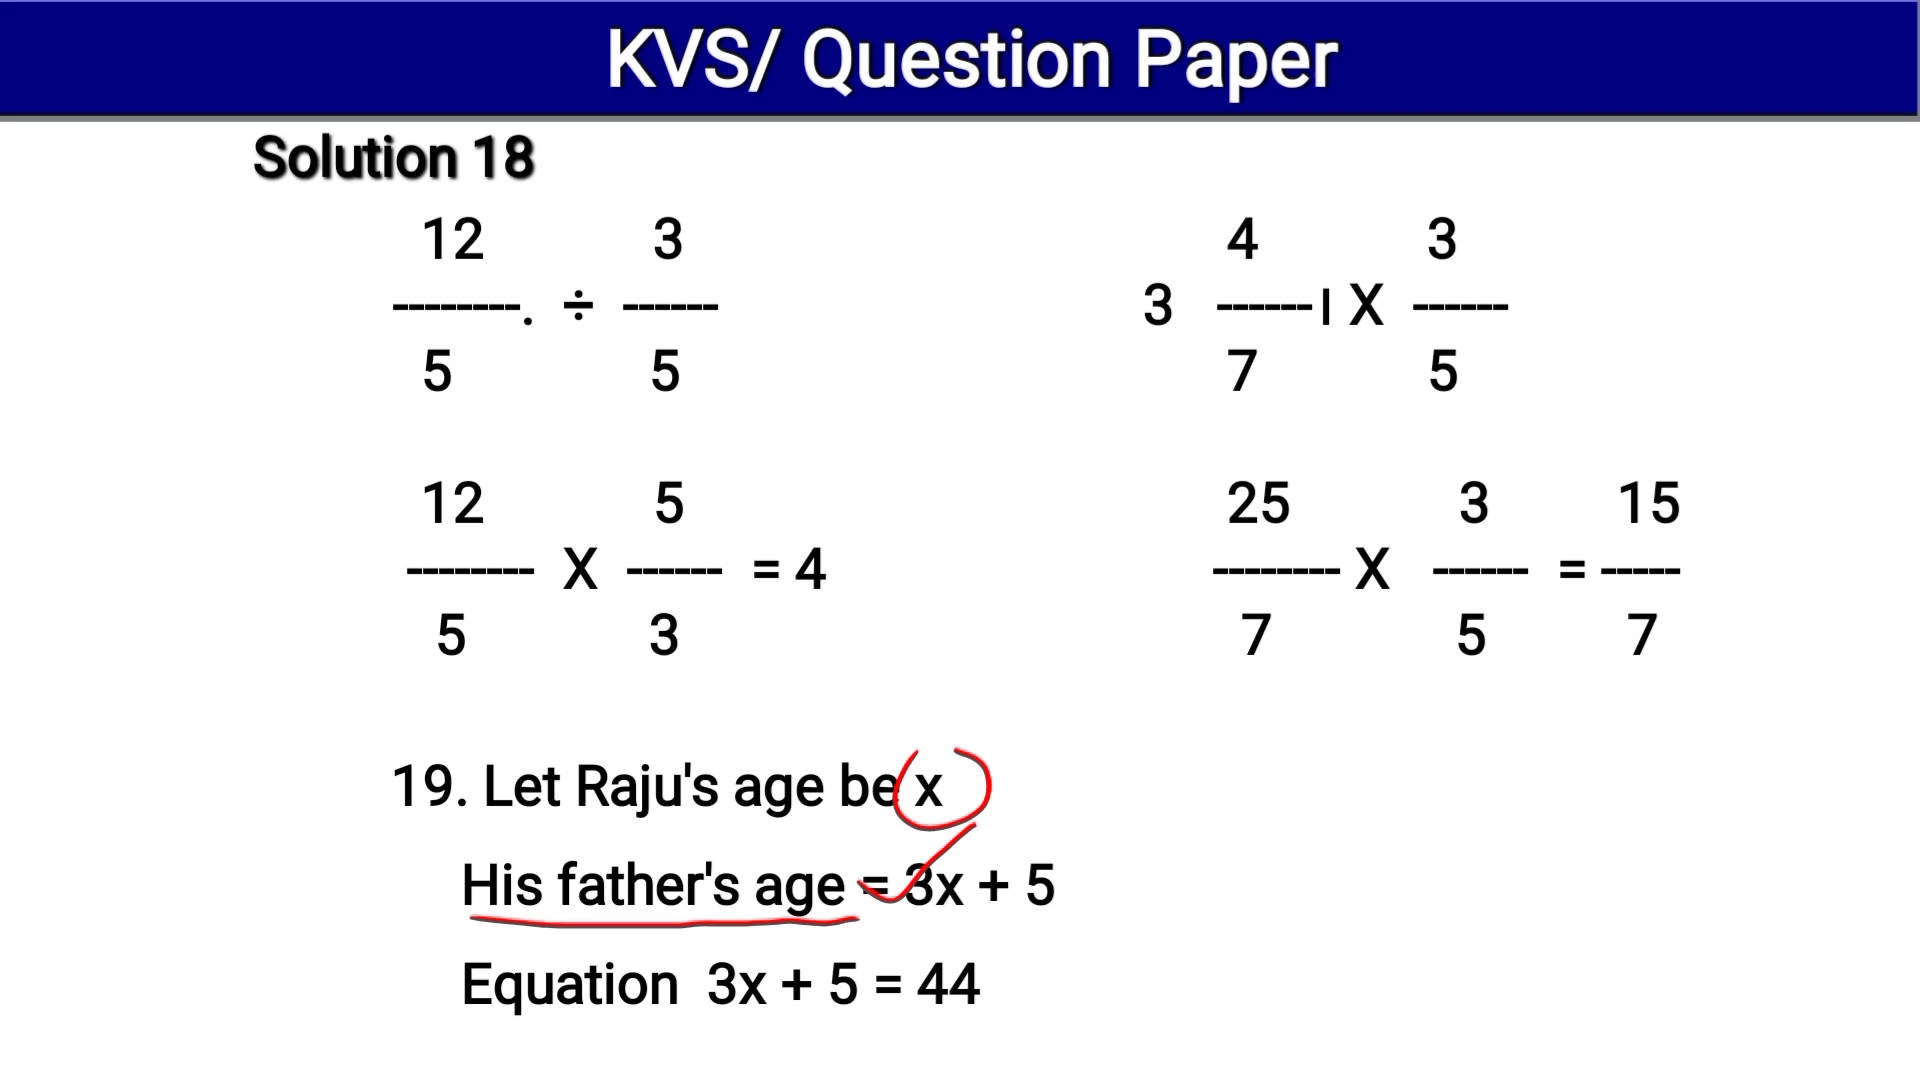 KVS/ Question Paper
Solution 18
12 3 4 3
--------. ÷ ------ 3 ------ l X ------
5 5 7 5
12 5 25 3 15
-------- X ------ = 4 -------- X ------ = -----
5 3 7 5 7
19. Let Raju's age be x
His father's age = 3x + 5
Equation 3x + 5 = 44